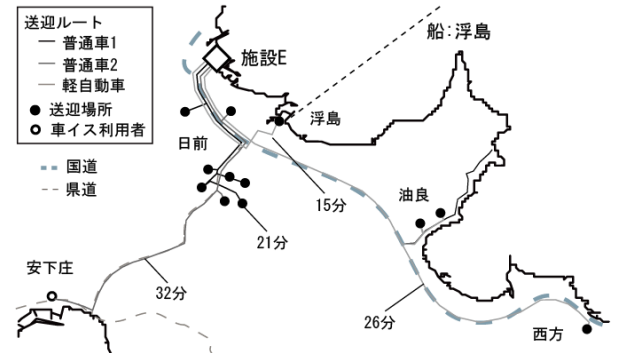 送迎ルート
普通車1
普通車2
軽自動車
送迎場所
車イス利用者
国道
県道
施設E
船:浮島
浮島
日前
15分
油良
21分
安下庄
32分
26分
西方